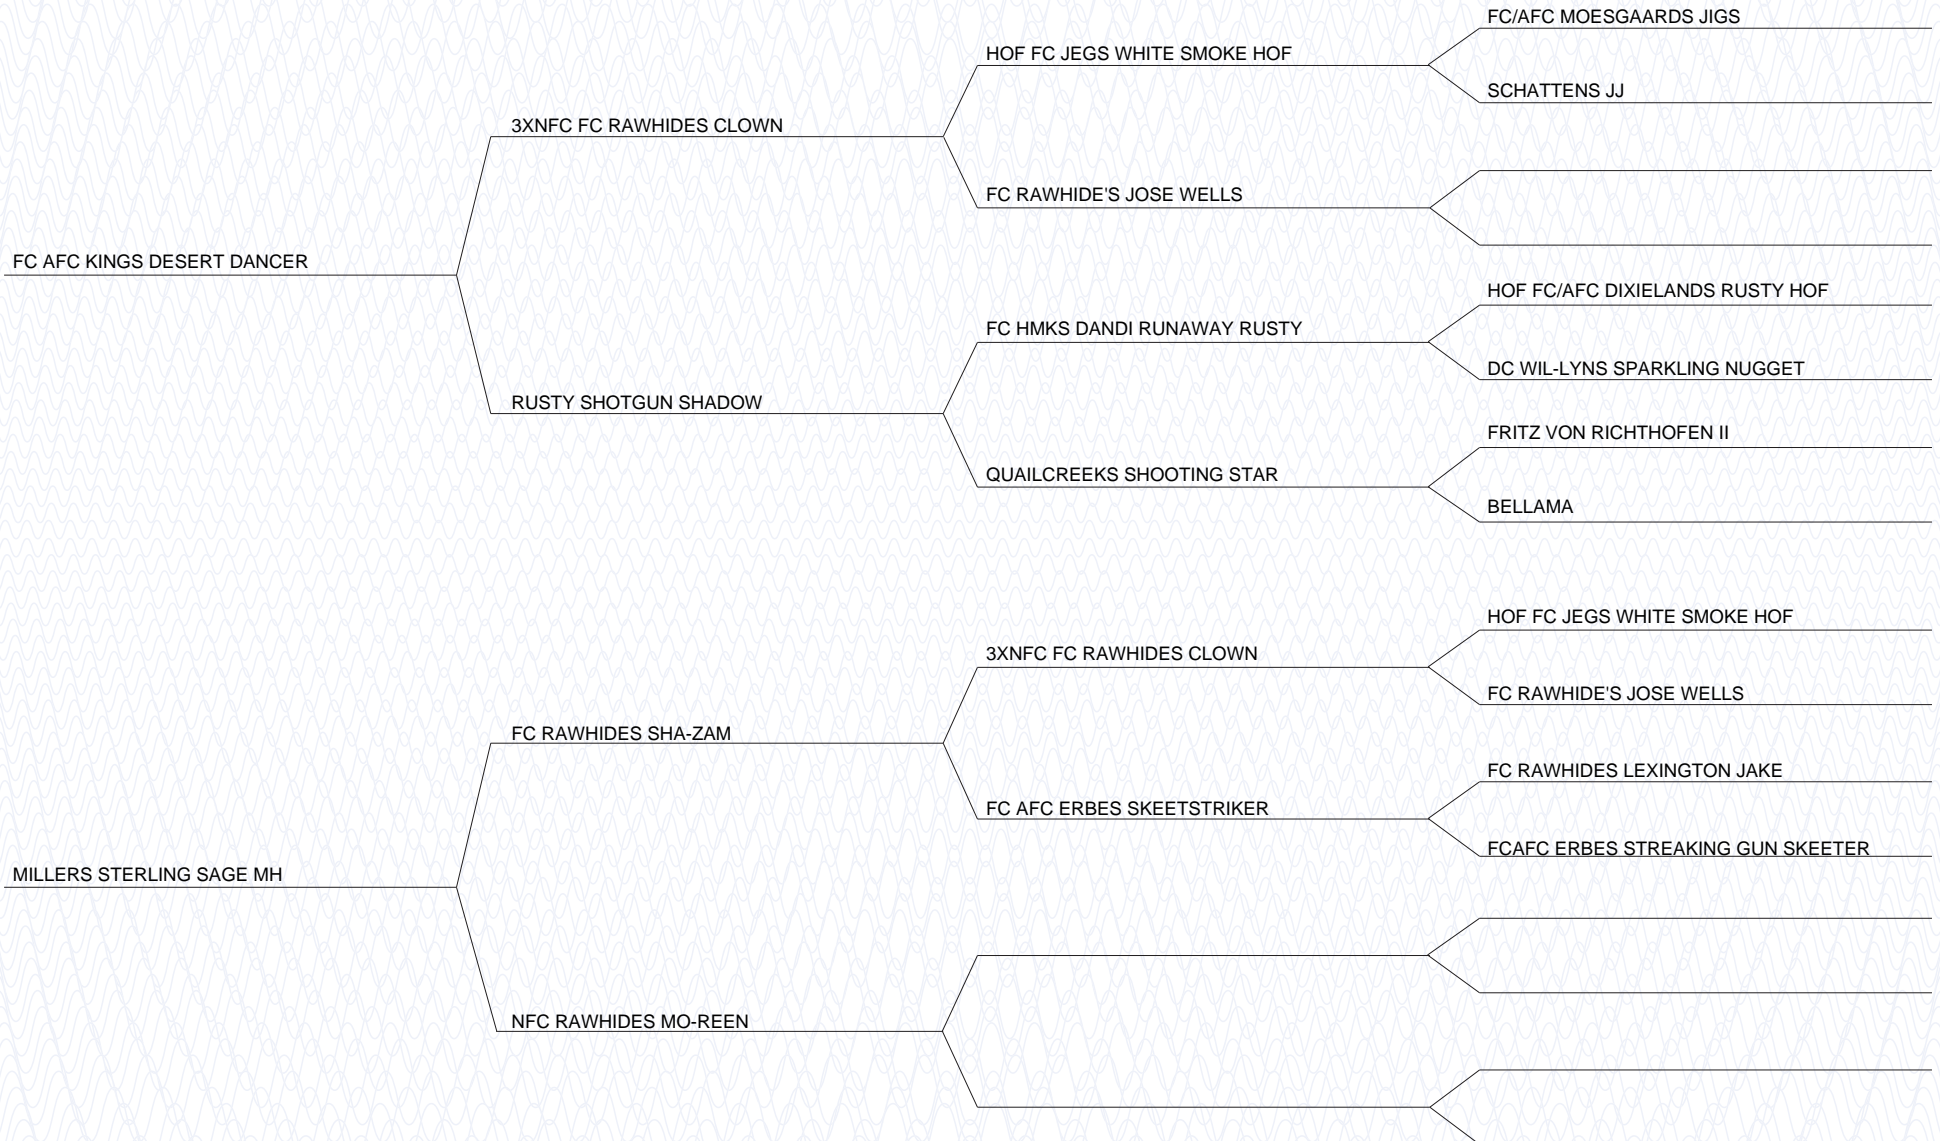 FC/AFC MOESGAARDS JIGS
HOF FC JEGS WHITE SMOKE HOF
SCHATTENS JJ
3XNFC FC RAWHIDES CLOWN
FC RAWHIDE'S JOSE WELLS
FC AFC KINGS DESERT DANCER
HOF FC/AFC DIXIELANDS RUSTY HOF
FC HMKS DANDI RUNAWAY RUSTY
DC WIL-LYNS SPARKLING NUGGET
RUSTY SHOTGUN SHADOW
FRITZ VON RICHTHOFEN II
QUAILCREEKS SHOOTING STAR
BELLAMA
HOF FC JEGS WHITE SMOKE HOF
3XNFC FC RAWHIDES CLOWN
FC RAWHIDE'S JOSE WELLS
FC RAWHIDES SHA-ZAM
FC RAWHIDES LEXINGTON JAKE
FC AFC ERBES SKEETSTRIKER
FCAFC ERBES STREAKING GUN SKEETER
MILLERS STERLING SAGE MH
NFC RAWHIDES MO-REEN